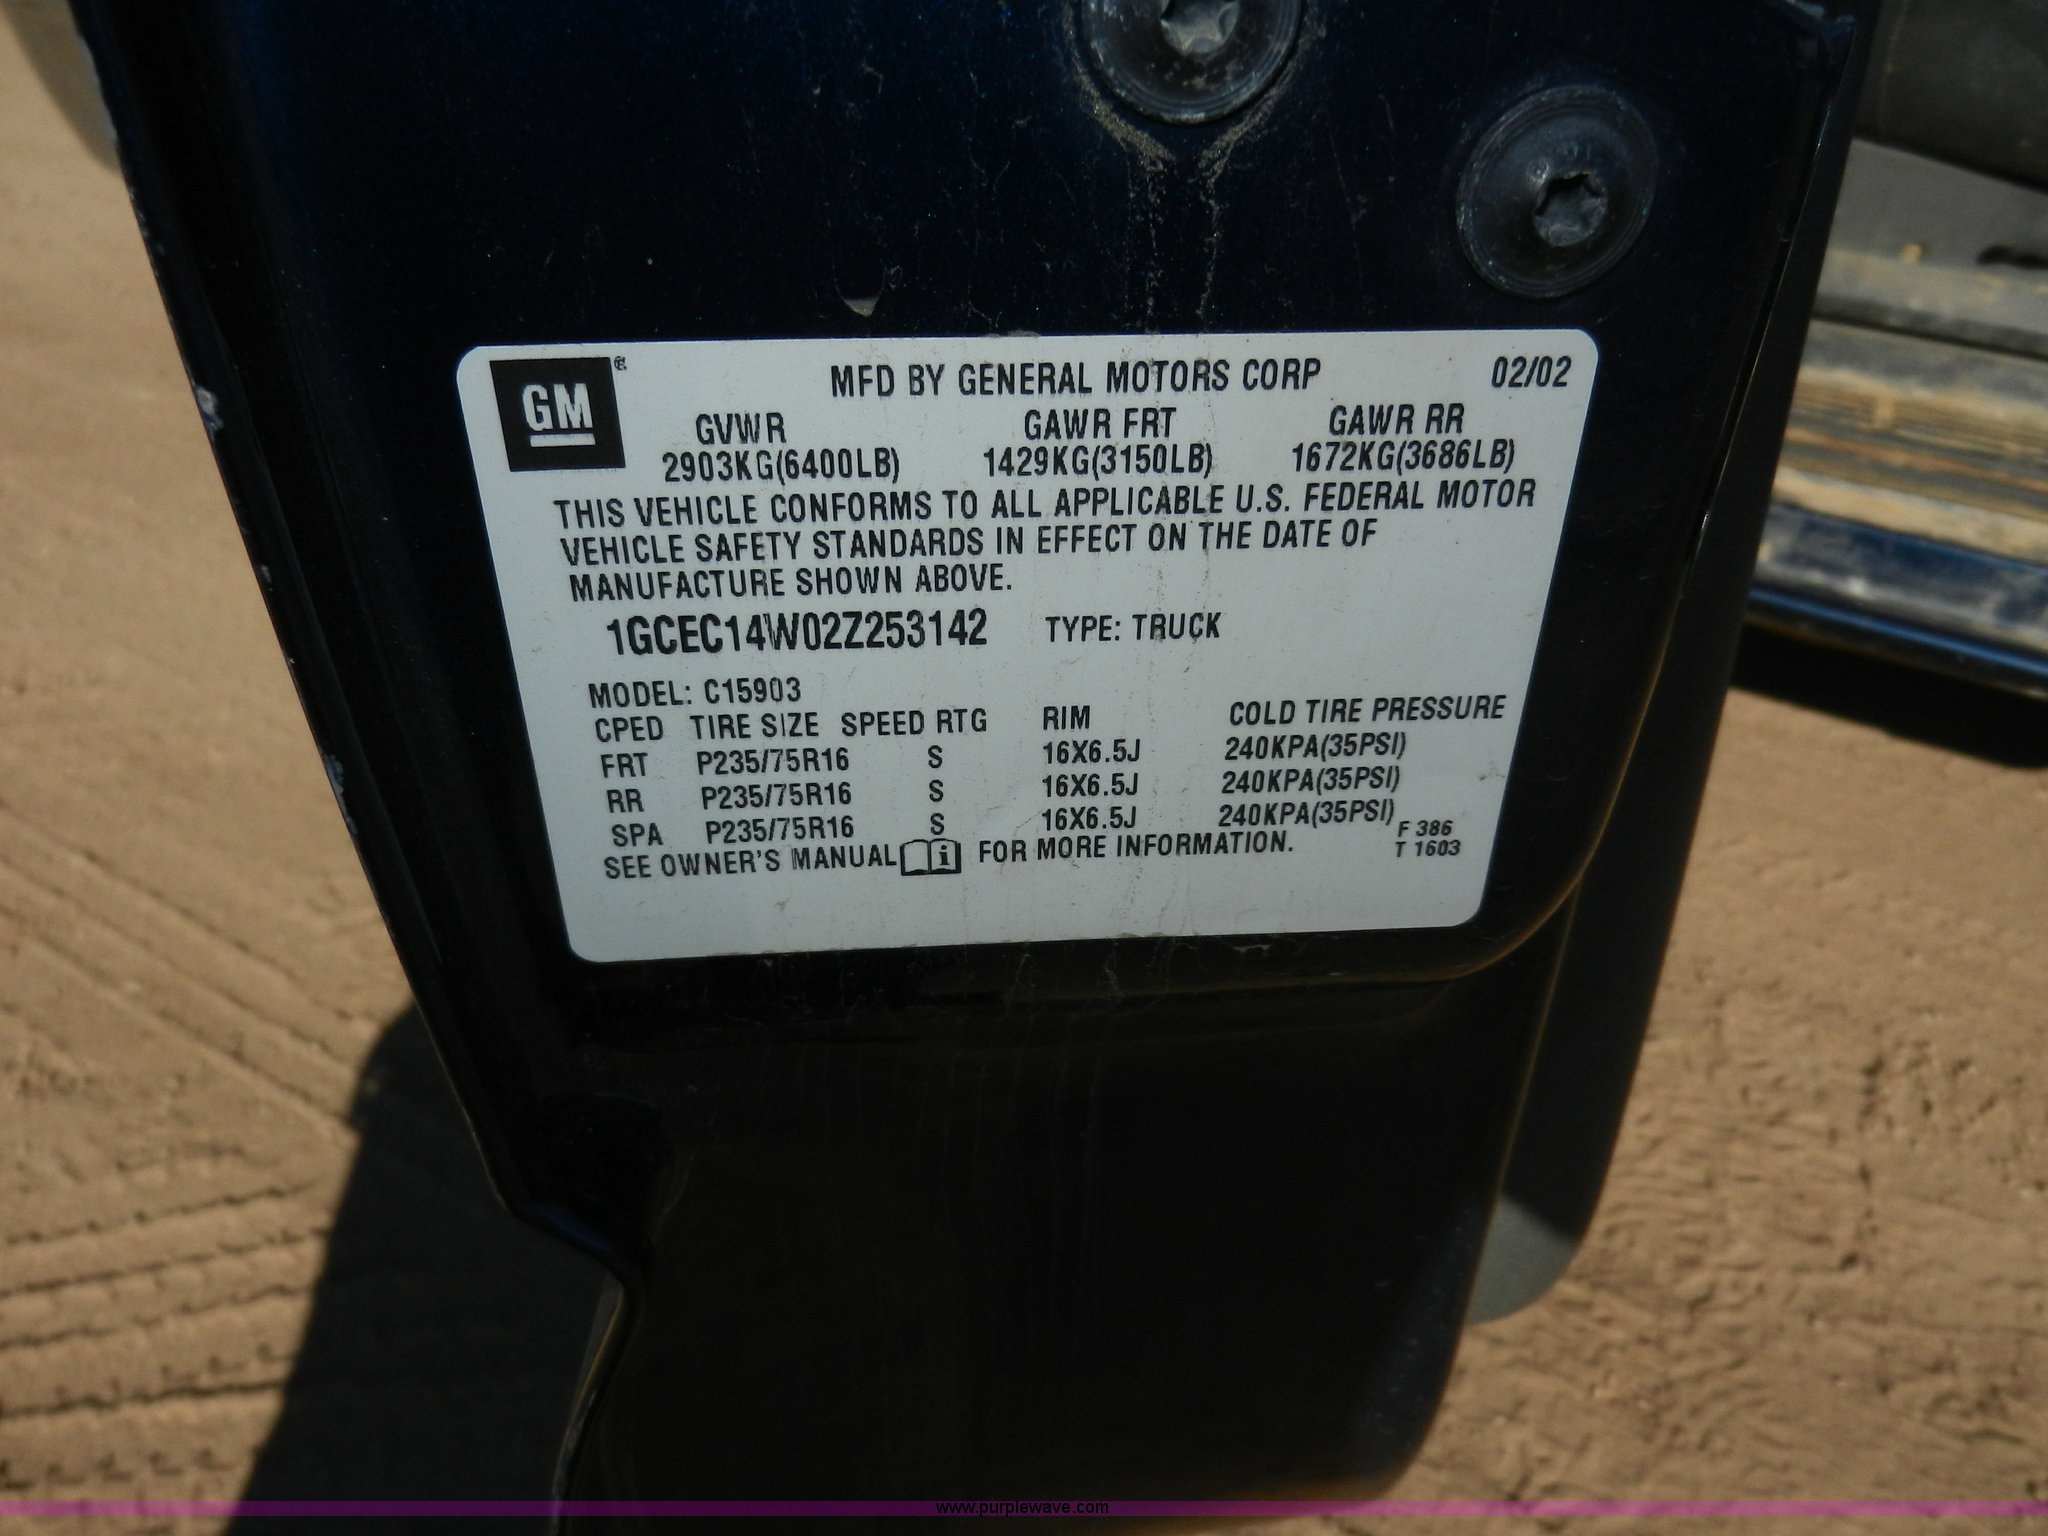 GM
MFD BY GENERAL MOTORS CORP 02/02
GVWR GAWR FRT GAWR RR
2903KG(6400LB) 1429KG(3150LB) 1672KG(3686LB)
THIS VEHICLE CONFORMS TO ALL APPLICABLE U.S. FEDERAL MOTOR
VEHICLE SAFETY STANDARDS IN EFFECT ON THE DATE OF
MANUFACTURE SHOWN ABOVE.
1GCEC14W02Z253142 TYPE: TRUCK
MODEL: C15903
CPED TIRE SIZE SPEED RTG RIM COLD TIRE PRESSURE
FRT P235/75R16 S 16X6.5J 240KPA(35PSI)
RR P235/75R16 S 16X6.5J 240KPA(35PSI)
SPA P235/75R16 S 16X6.5J 240KPA(35PSI)
F 386
T 1603
SEE OWNER'S MANUAL FOR MORE INFORMATION.
www.purplewave.com